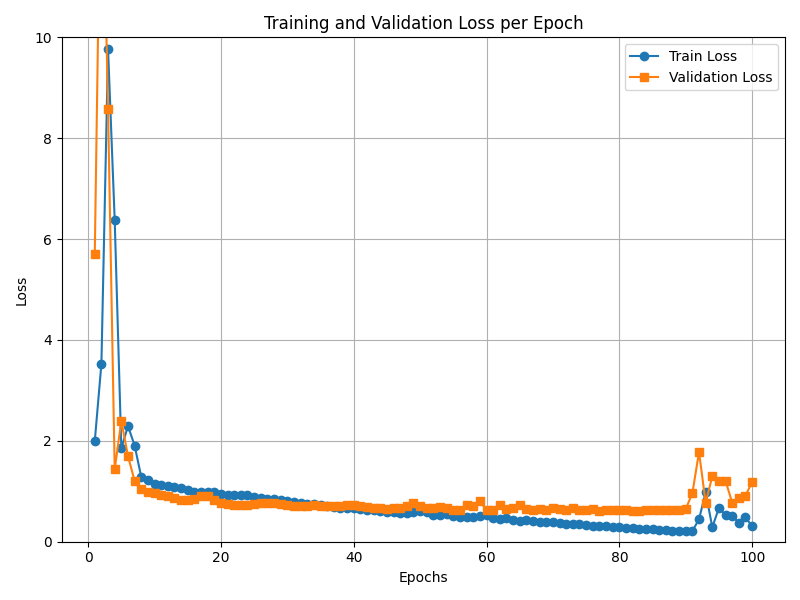 Training and Validation Loss per Epoch
Train Loss
Validation Loss
10
8
6
4
2
0
Loss
0 20 40 60 80 100
Epochs